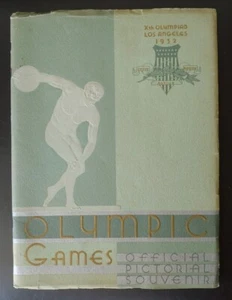 Xth OLYMPIAD
LOS ANGELES
1932
OLYMPIC
GAMES
OFFICIAL
PICTORIAL
SOUVENIR